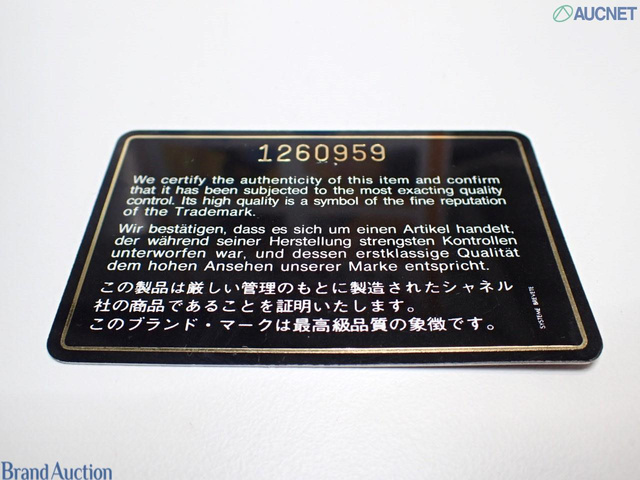 AUCNET
1260959
We certify the authenticity of this item and confirm
that it has been subjected to the most exacting quality
control. Its high quality is a symbol of the fine reputation
of the Trademark.
Wir bestätigen, dass es sich um einen Artikel handelt,
der während seiner Herstellung strengsten Kontrollen
unterworfen war, und dessen erstklassige Qualität
dem hohen Ansehen unserer Marke entspricht.
この製品は厳しい管理のもとに製造されたシャネル
社の商品であることを証明いたします。
このブランド・マークは最高級品質の象徴です。
SYSTEME BREVETE
Brand Auction